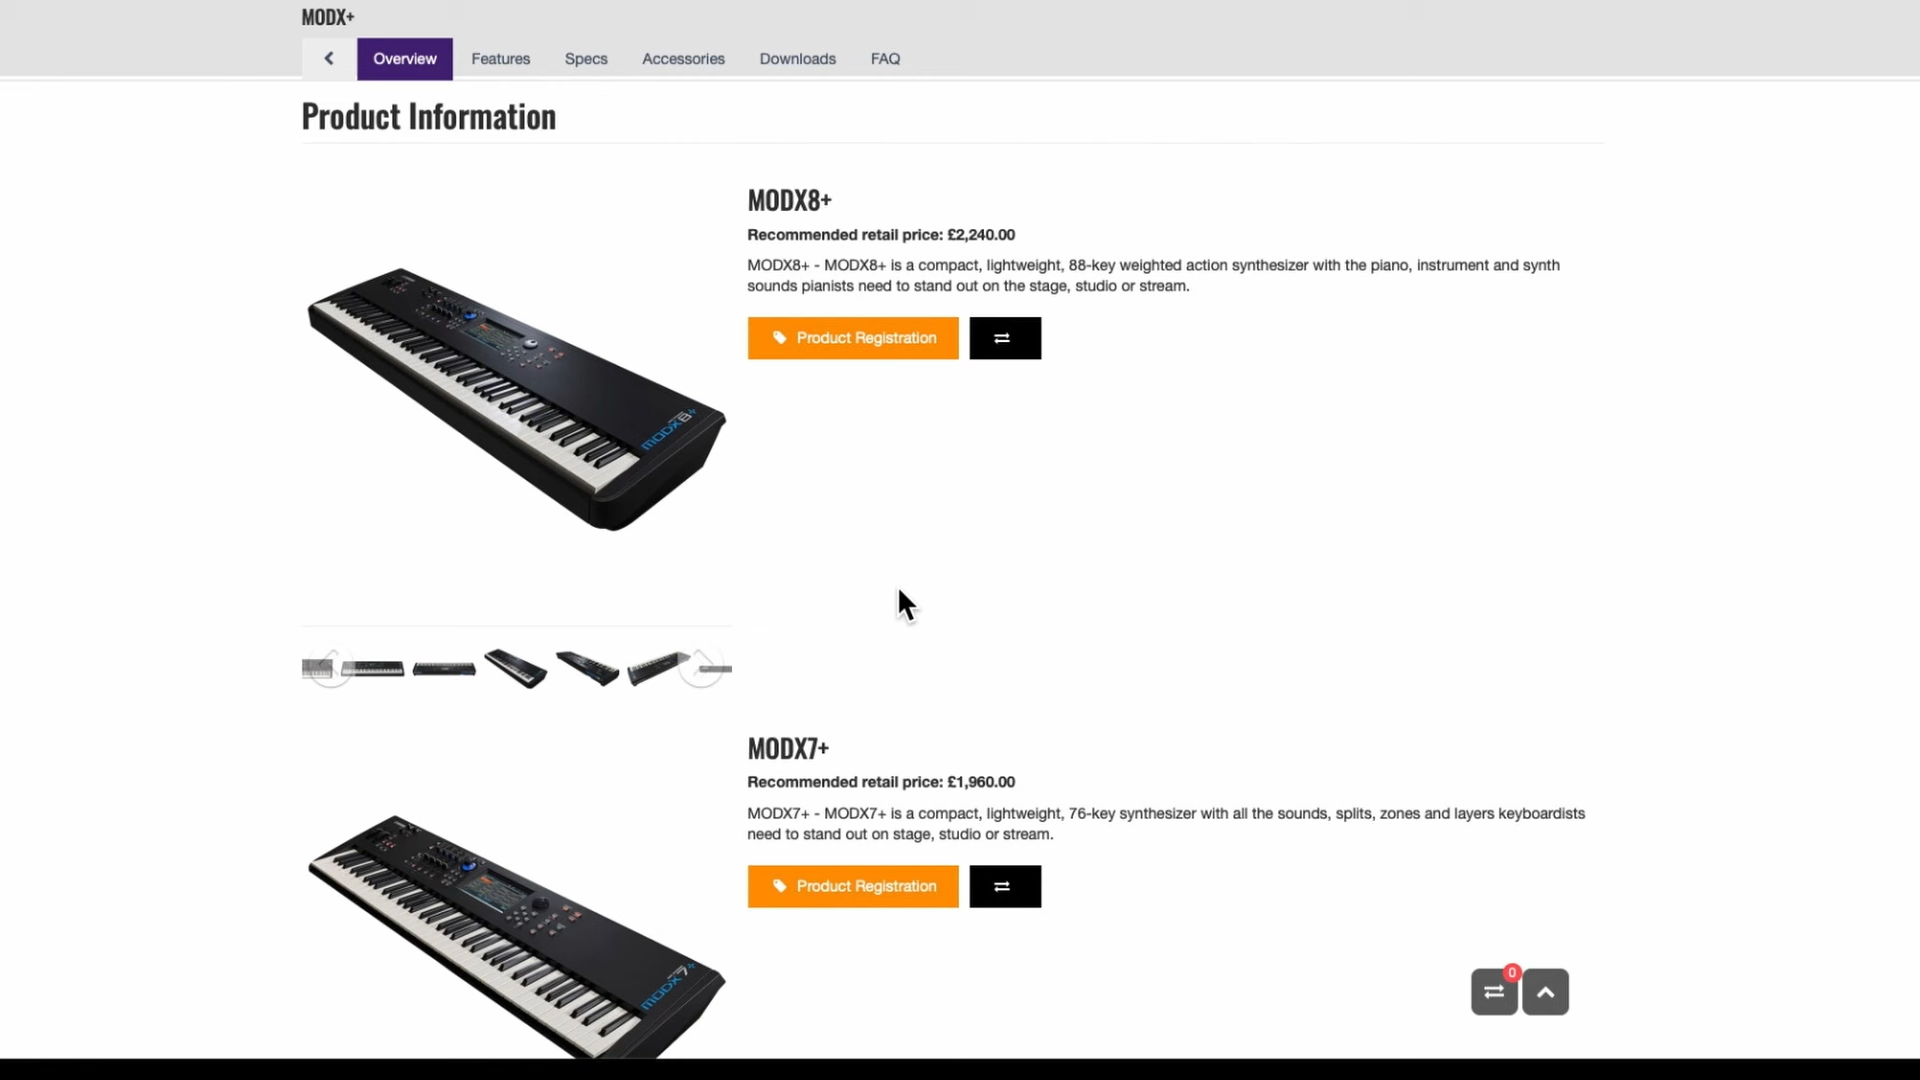 MODX+
Overview Features Specs Accessories Downloads FAQ
Product Information
MODX8+
Recommended retail price: £2,240.00
MODX8+ - MODX8+ is a compact, lightweight, 88-key weighted action synthesizer with the piano, instrument and synth
sounds pianists need to stand out on the stage, studio or stream.
Product Registration
MODX8+
MODX7+
Recommended retail price: £1,960.00
MODX7+ - MODX7+ is a compact, lightweight, 76-key synthesizer with all the sounds, splits, zones and layers keyboardists
need to stand out on stage, studio or stream.
Product Registration
MODX7+
0